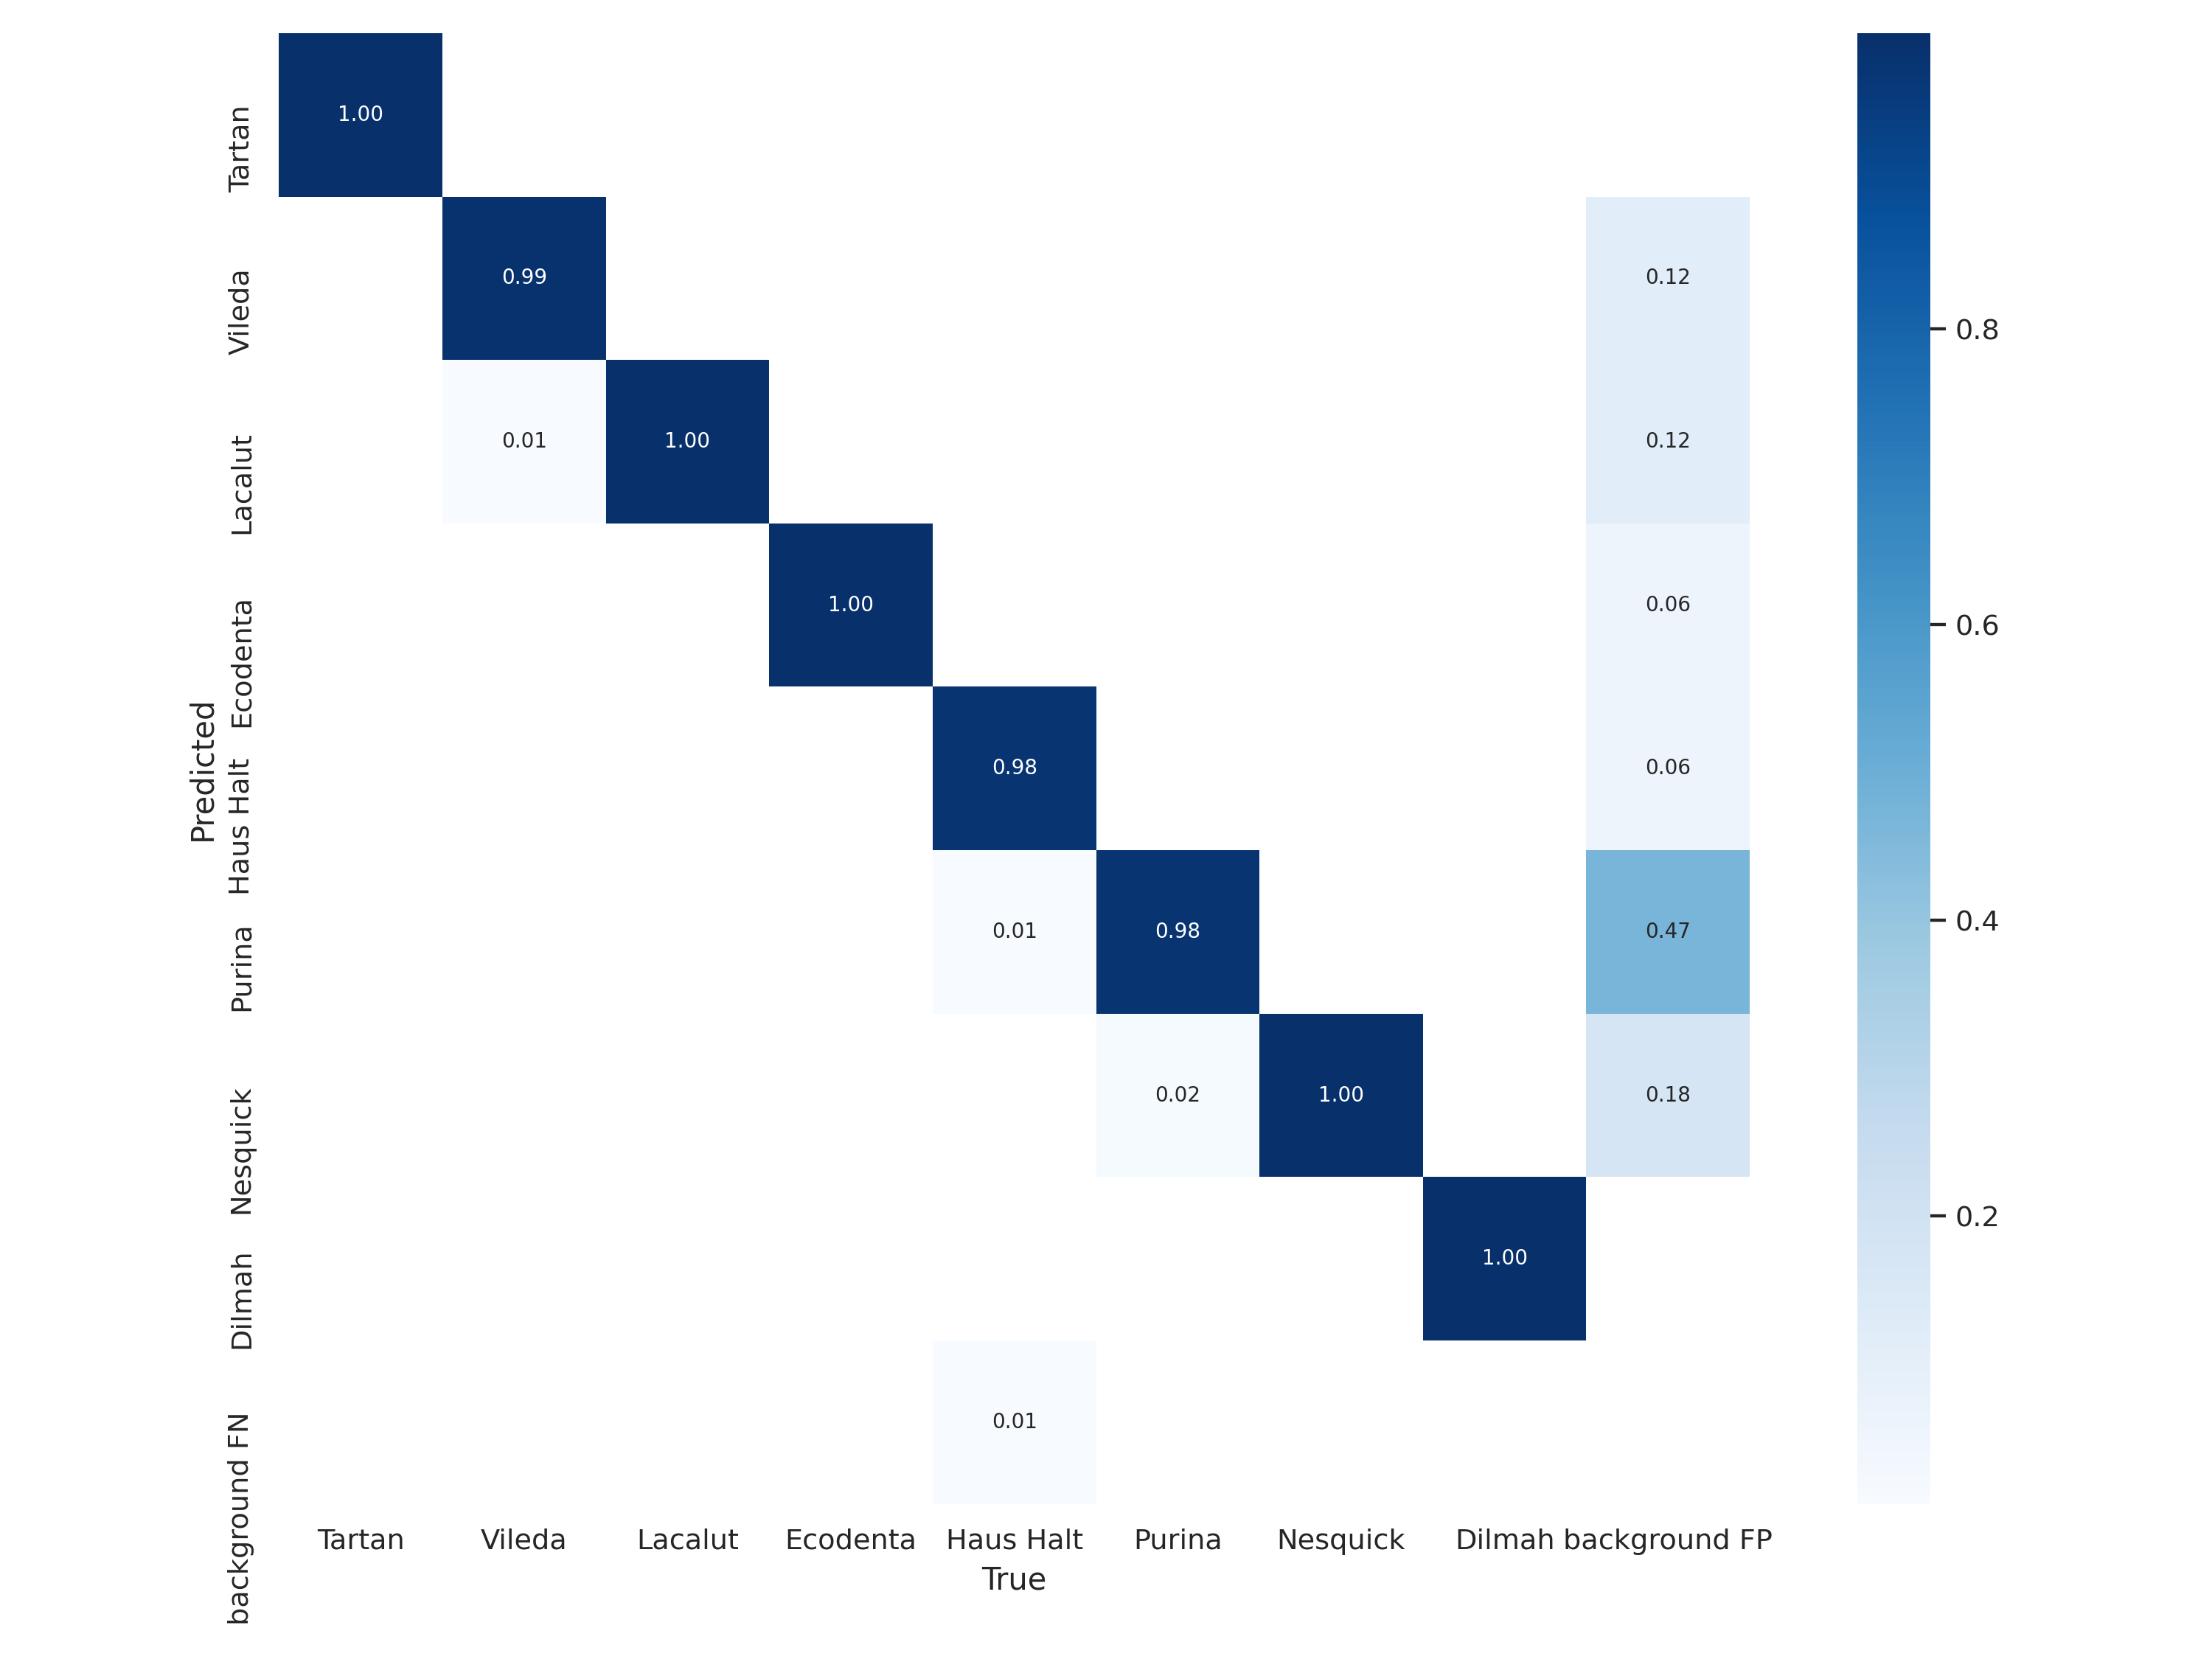 1.00
0.99
0.12
0.01
1.00
0.12
1.00
0.06
0.98
0.06
0.01
0.98
0.47
0.02
1.00
0.18
1.00
0.01
Tartan
Vileda
Lacalut
Ecodenta
Haus Halt
Purina
Nesquick
Dilmah
background FN
Predicted
Tartan
Vileda
Lacalut
Ecodenta
Haus Halt
Purina
Nesquick
Dilmah
background FP
True
0.8
0.6
0.4
0.2